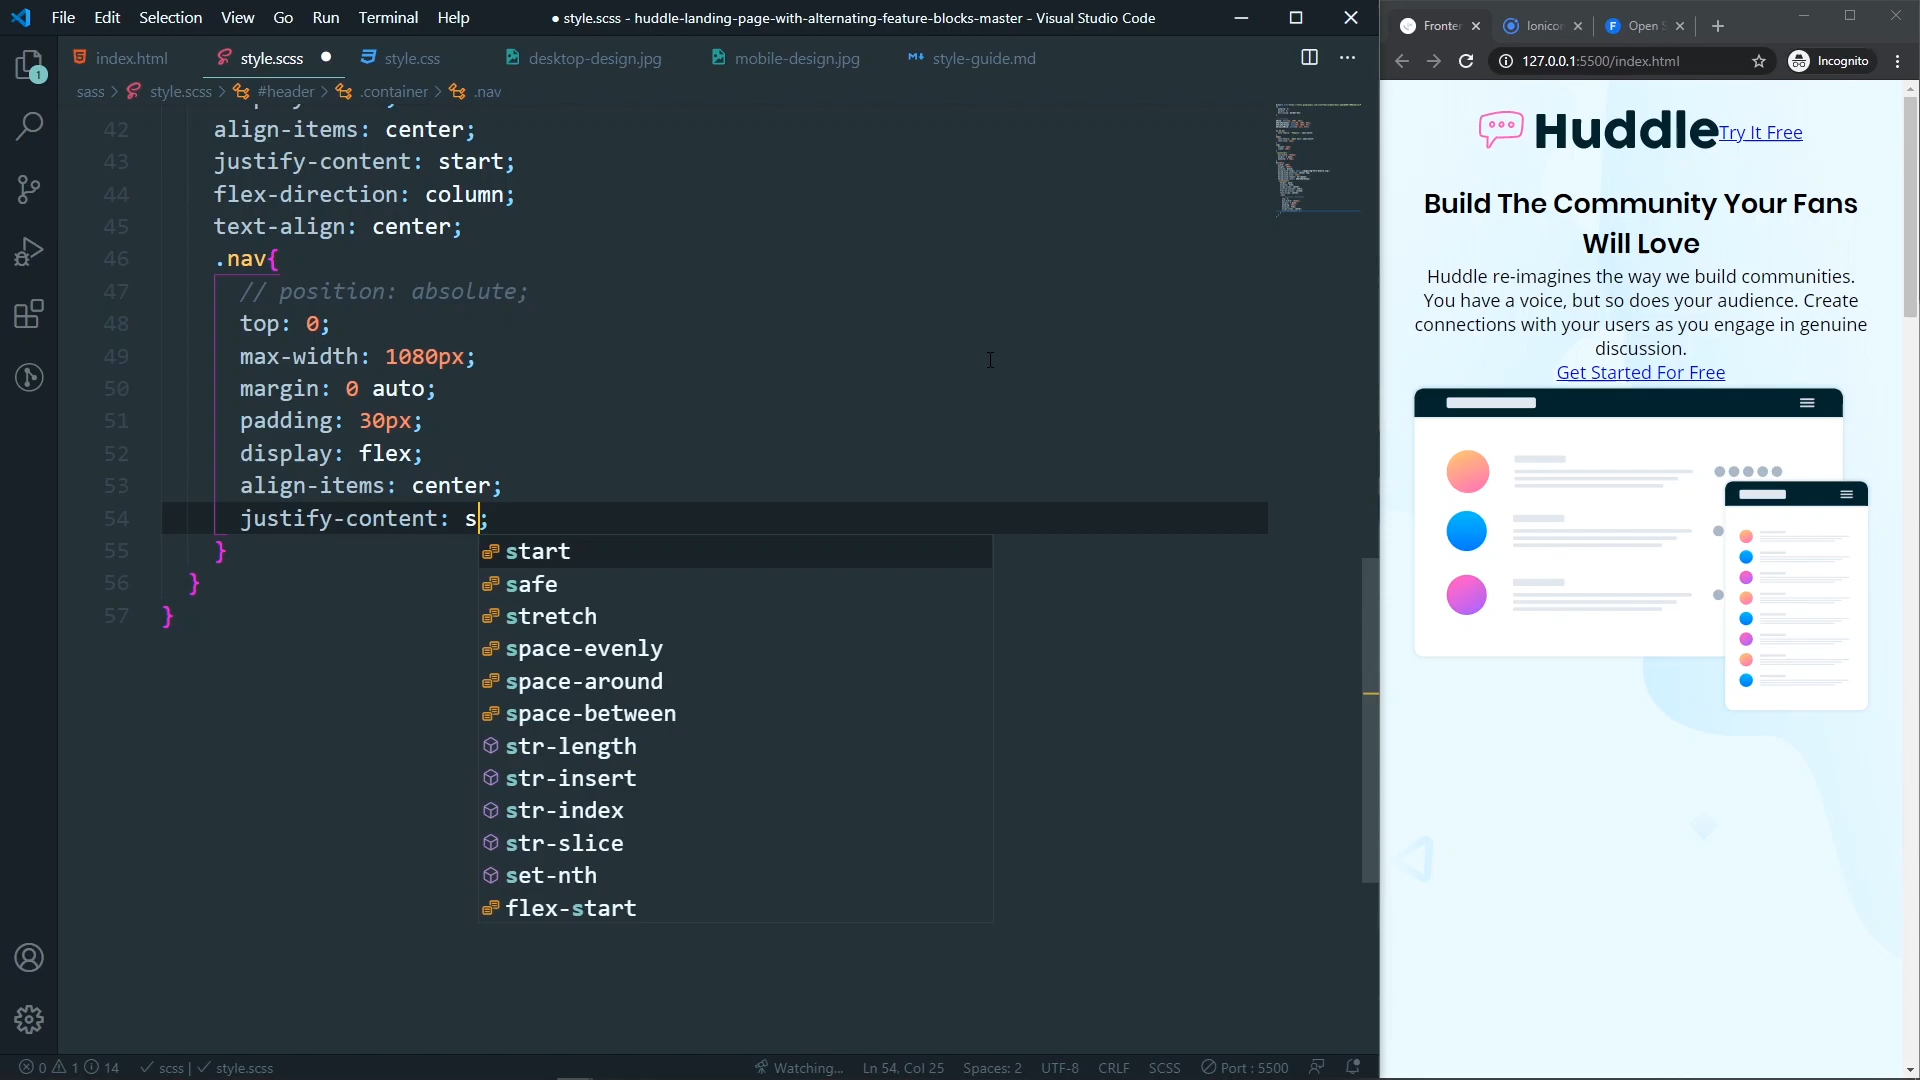 File Edit Selection View Go Run Terminal Help
● style.scss - huddle-landing-page-with-alternating-feature-blocks-master - Visual Studio Code
index.html
style.scss
style.css
desktop-design.jpg
mobile-design.jpg
style-guide.md
sass > style.scss > #header > .container > .nav
42 align-items: center;
43 justify-content: start;
44 flex-direction: column;
45 text-align: center;
46 .nav{
47 // position: absolute;
48 top: 0;
49 max-width: 1080px;
50 margin: 0 auto;
51 padding: 30px;
52 display: flex;
53 align-items: center;
54 justify-content: s;
55 }
56 }
57 }
start
safe
stretch
space-evenly
space-around
space-between
str-length
str-insert
str-index
str-slice
set-nth
flex-start
1
0 1 14 scss | style.scss
Watching... Ln 54, Col 25 Spaces: 2 UTF-8 CRLF SCSS Port : 5500
Fronter
Ionicon
Open S
127.0.0.1:5500/index.html
Incognito
Huddle
Try It Free
Build The Community Your Fans
Will Love
Huddle re-imagines the way we build communities.
You have a voice, but so does your audience. Create
connections with your users as you engage in genuine
discussion.
Get Started For Free